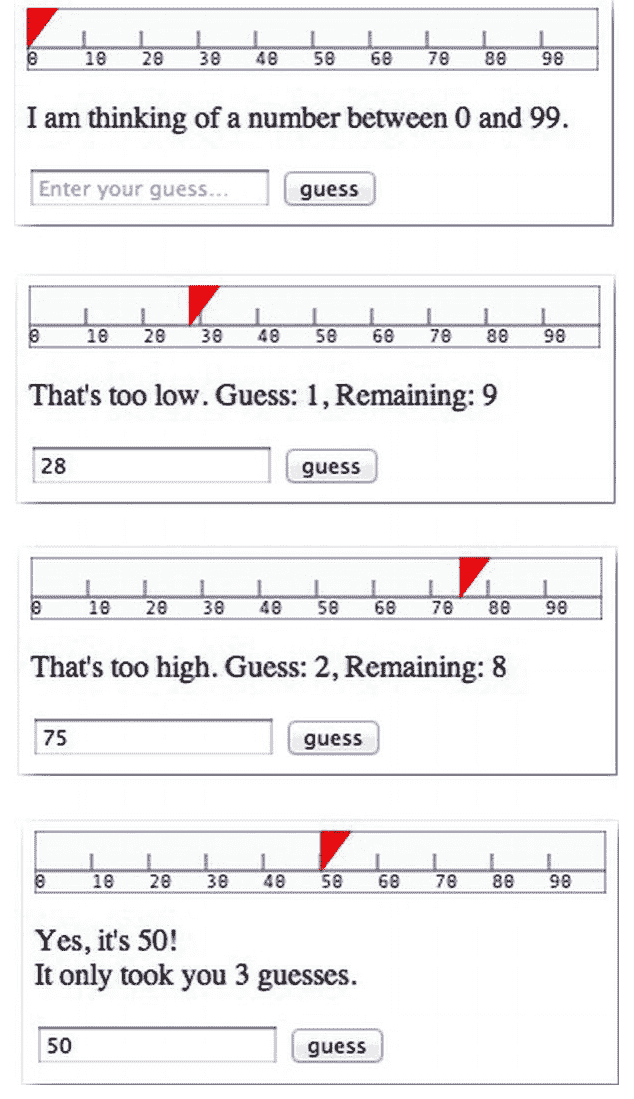 0 10 20 30 40 50 60 70 80 90
I am thinking of a number between 0 and 99.
Enter your guess... guess
0 10 20 30 40 50 60 70 80 90
That's too low. Guess: 1, Remaining: 9
28 guess
0 10 20 30 40 50 60 70 80 90
That's too high. Guess: 2, Remaining: 8
75 guess
0 10 20 30 40 50 60 70 80 90
Yes, it's 50!
It only took you 3 guesses.
50 guess